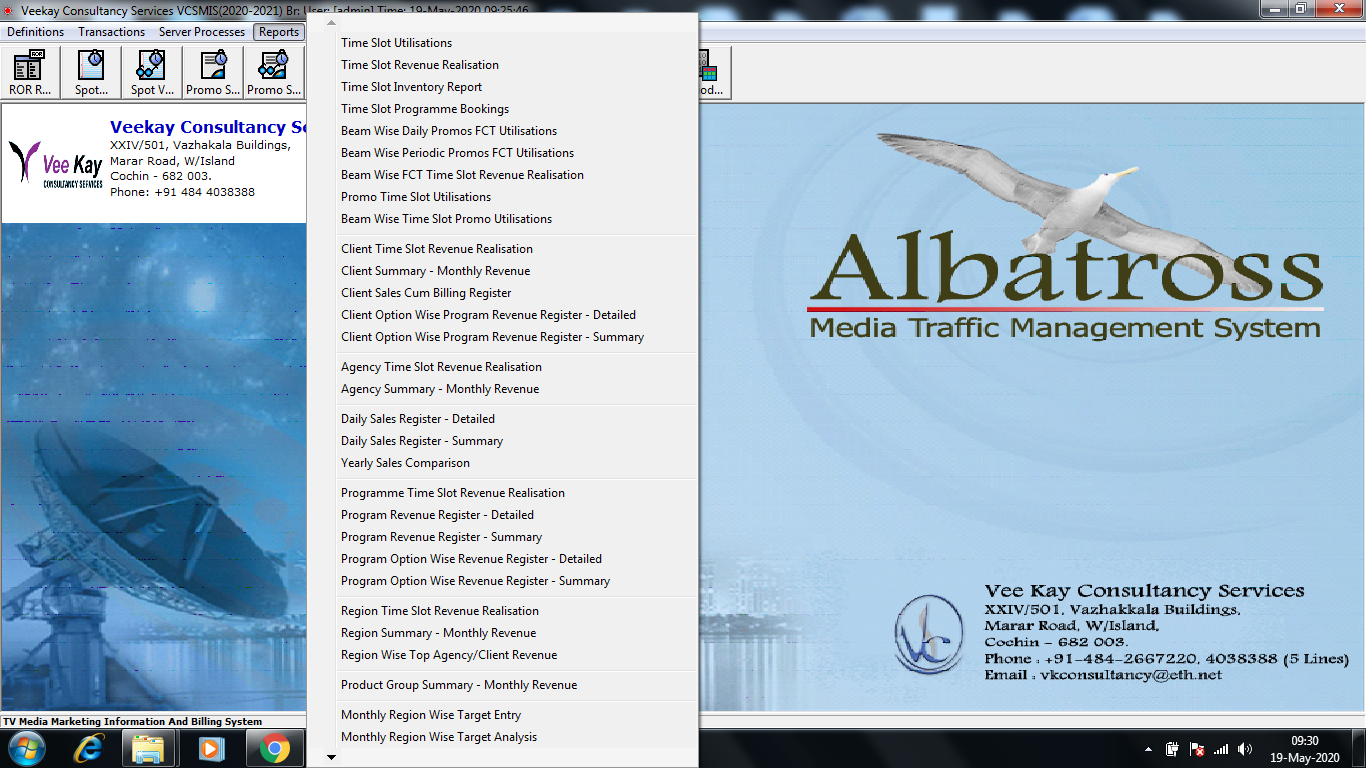 Veekay Consultancy Services VCSMIS(2020-2021) Br: User: [admin] Time: 19-May-2020 09:25:46
Definitions Transactions Server Processes Reports
ROR R... Spot... Spot V... Promo S... Promo S... od...
Veekay Consultancy Se
XXIV/501, Vazhakala Buildings,
Marar Road, W/Island
Cochin - 682 003.
Phone: +91 484 4038388
Vee Kay
CONSULTANCY SERVICES
Time Slot Utilisations
Time Slot Revenue Realisation
Time Slot Inventory Report
Time Slot Programme Bookings
Beam Wise Daily Promos FCT Utilisations
Beam Wise Periodic Promos FCT Utilisations
Beam Wise FCT Time Slot Revenue Realisation
Promo Time Slot Utilisations
Beam Wise Time Slot Promo Utilisations
Client Time Slot Revenue Realisation
Client Summary - Monthly Revenue
Client Sales Cum Billing Register
Client Option Wise Program Revenue Register - Detailed
Client Option Wise Program Revenue Register - Summary
Agency Time Slot Revenue Realisation
Agency Summary - Monthly Revenue
Daily Sales Register - Detailed
Daily Sales Register - Summary
Yearly Sales Comparison
Programme Time Slot Revenue Realisation
Program Revenue Register - Detailed
Program Revenue Register - Summary
Program Option Wise Revenue Register - Detailed
Program Option Wise Revenue Register - Summary
Region Time Slot Revenue Realisation
Region Summary - Monthly Revenue
Region Wise Top Agency/Client Revenue
Product Group Summary - Monthly Revenue
Monthly Region Wise Target Entry
Monthly Region Wise Target Analysis
Albatross
Media Traffic Management System
Vee Kay Consultancy Services
XXIV/501, Vazhakkala Buildings,
Marar Road, W/Island,
Cochin - 682 003.
Phone : +91-484-2667220, 4038388 (5 Lines)
Email : vkconsultancy@eth.net
TV Media Marketing Information And Billing System
09:30
19-May-2020